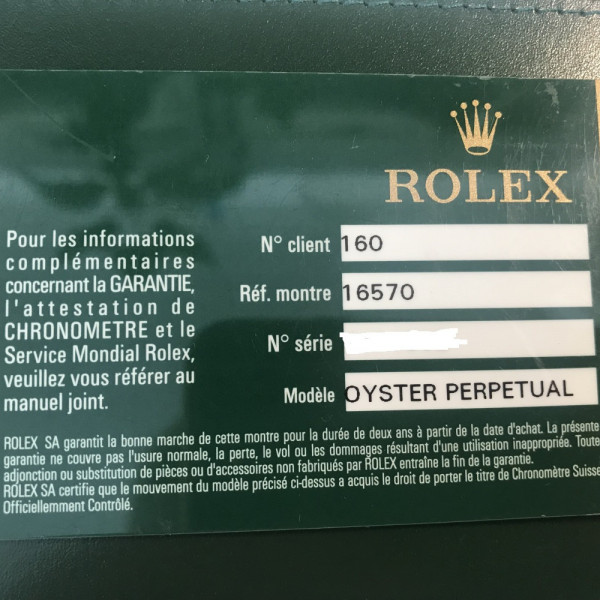 ROLEX
Pour les informations
complémentaires
concernant la GARANTIE,
l'attestation de
CHRONOMETRE et le
Service Mondial Rolex,
veuillez vous référer au
manuel joint.
N° client 160
Réf. montre 16570
N° série
Modèle OYSTER PERPETUAL
ROLEX SA garantit la bonne marche de cette montre pour la durée de deux ans à partir de la date d'achat. La présente
garantie ne couvre pas l'usure normale, la perte, le vol ou les dommages résultant d'une utilisation inappropriée. Toute
adjonction ou substitution de pièces ou d'accessoires non fabriqués par ROLEX entraîne la fin de la garantie.
ROLEX SA certifie que le mouvement du modèle précisé ci-dessus a acquis le droit de porter le titre de Chronomètre Suisse
Officiellement Contrôlé.